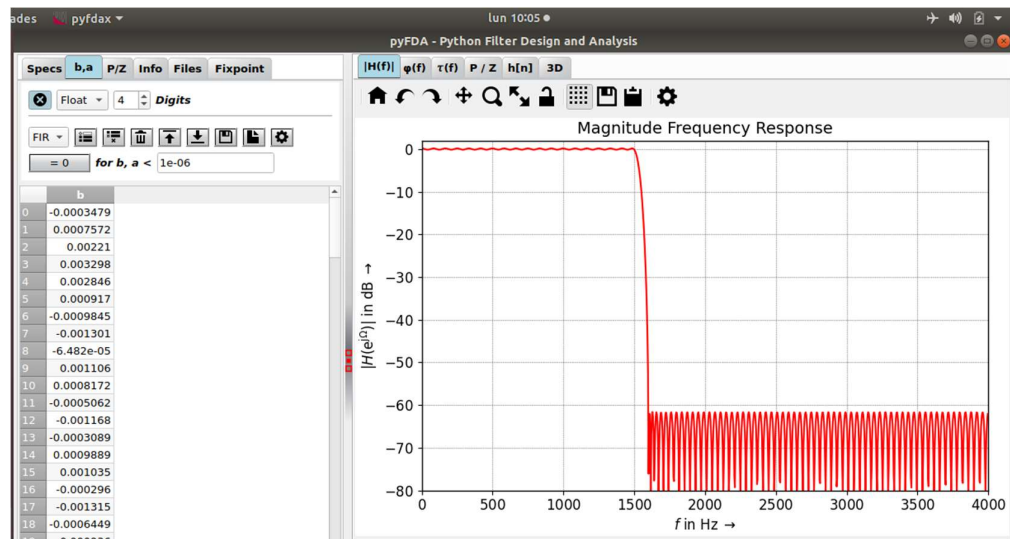 ades pyfdax lun 10:05
pyFDA - Python Filter Design and Analysis
Specs b,a P/Z Info Files Fixpoint
Float 4 Digits
FIR
= 0 for b, a < 1e-06
b
0 -0.0003479
1 0.0007572
2 0.00221
3 0.003298
4 0.002846
5 0.000917
6 -0.0009845
7 -0.001301
8 -6.482e-05
9 0.001106
10 0.0008172
11 -0.0005062
12 -0.001168
13 -0.0003089
14 0.0009889
15 0.001035
16 -0.000296
17 -0.001315
18 -0.0006449
|H(f)| φ(f) τ(f) P / Z h[n] 3D
Magnitude Frequency Response
|H(e^jΩ)| in dB →
0
−10
−20
−30
−40
−50
−60
−70
−80
0 500 1000 1500 2000 2500 3000 3500 4000
f in Hz →